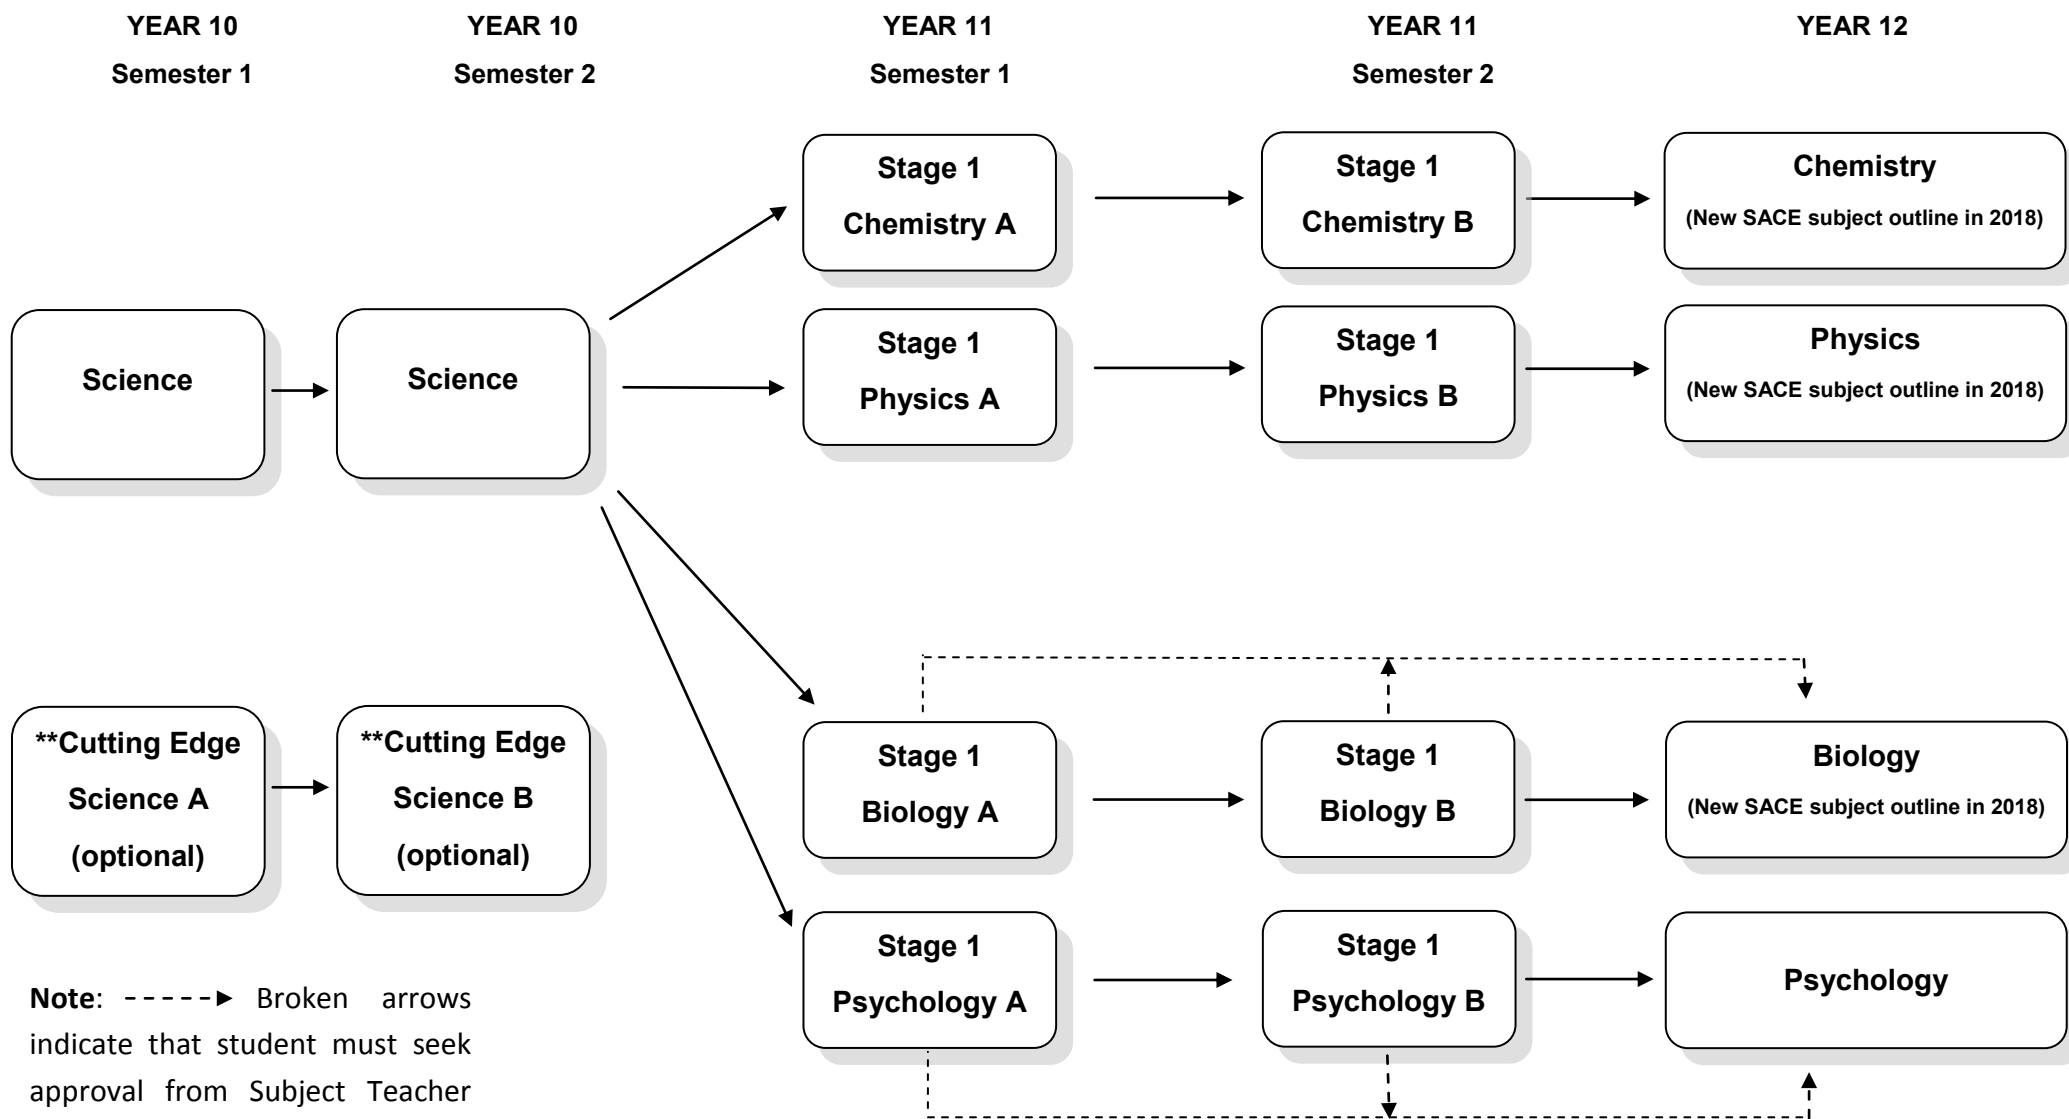 YEAR 10
Semester 1
YEAR 10
Semester 2
YEAR 11
Semester 1
YEAR 11
Semester 2
YEAR 12
Stage 1
Chemistry A
Stage 1
Chemistry B
Chemistry
(New SACE subject outline in 2018)
Science
Science
Stage 1
Physics A
Stage 1
Physics B
Physics
(New SACE subject outline in 2018)
**Cutting Edge
Science A
(optional)
**Cutting Edge
Science B
(optional)
Stage 1
Biology A
Stage 1
Biology B
Biology
(New SACE subject outline in 2018)
Stage 1
Psychology A
Stage 1
Psychology B
Psychology
Note: Broken arrows
indicate that student must seek
approval from Subject Teacher